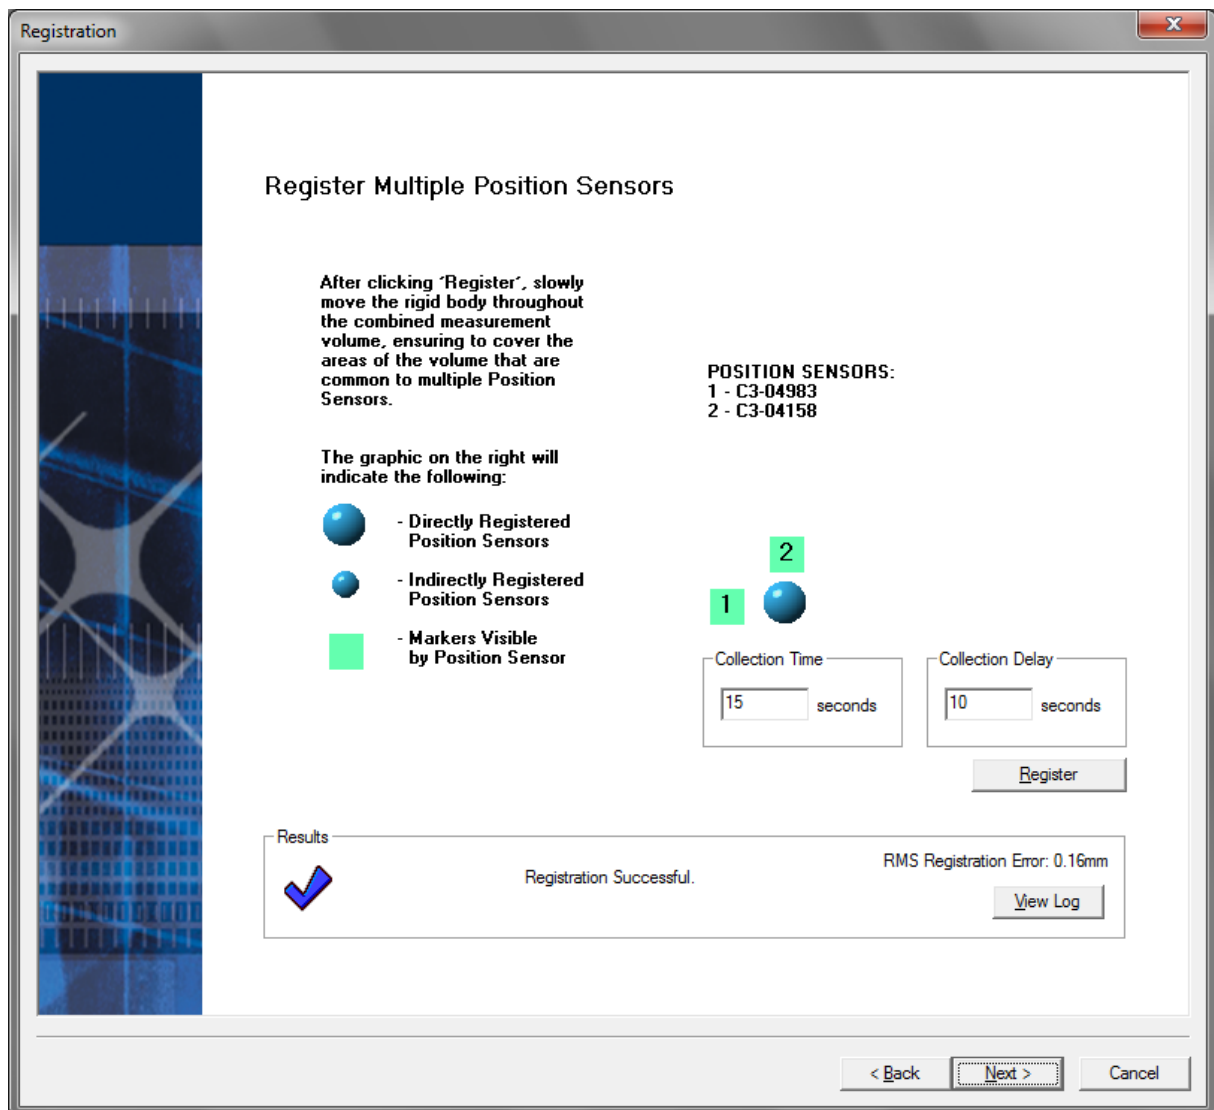 Registration
Register Multiple Position Sensors
After clicking ´Register´, slowly
move the rigid body throughout
the combined measurement
volume, ensuring to cover the
areas of the volume that are
common to multiple Position
Sensors.
The graphic on the right will
indicate the following:
- Directly Registered
Position Sensors
- Indirectly Registered
Position Sensors
- Markers Visible
by Position Sensor
POSITION SENSORS:
1 - C3-04983
2 - C3-04158
2
1
Collection Time
15 seconds
Collection Delay
10 seconds
Register
Results
Registration Successful.
RMS Registration Error: 0.16mm
View Log
< Back
Next >
Cancel